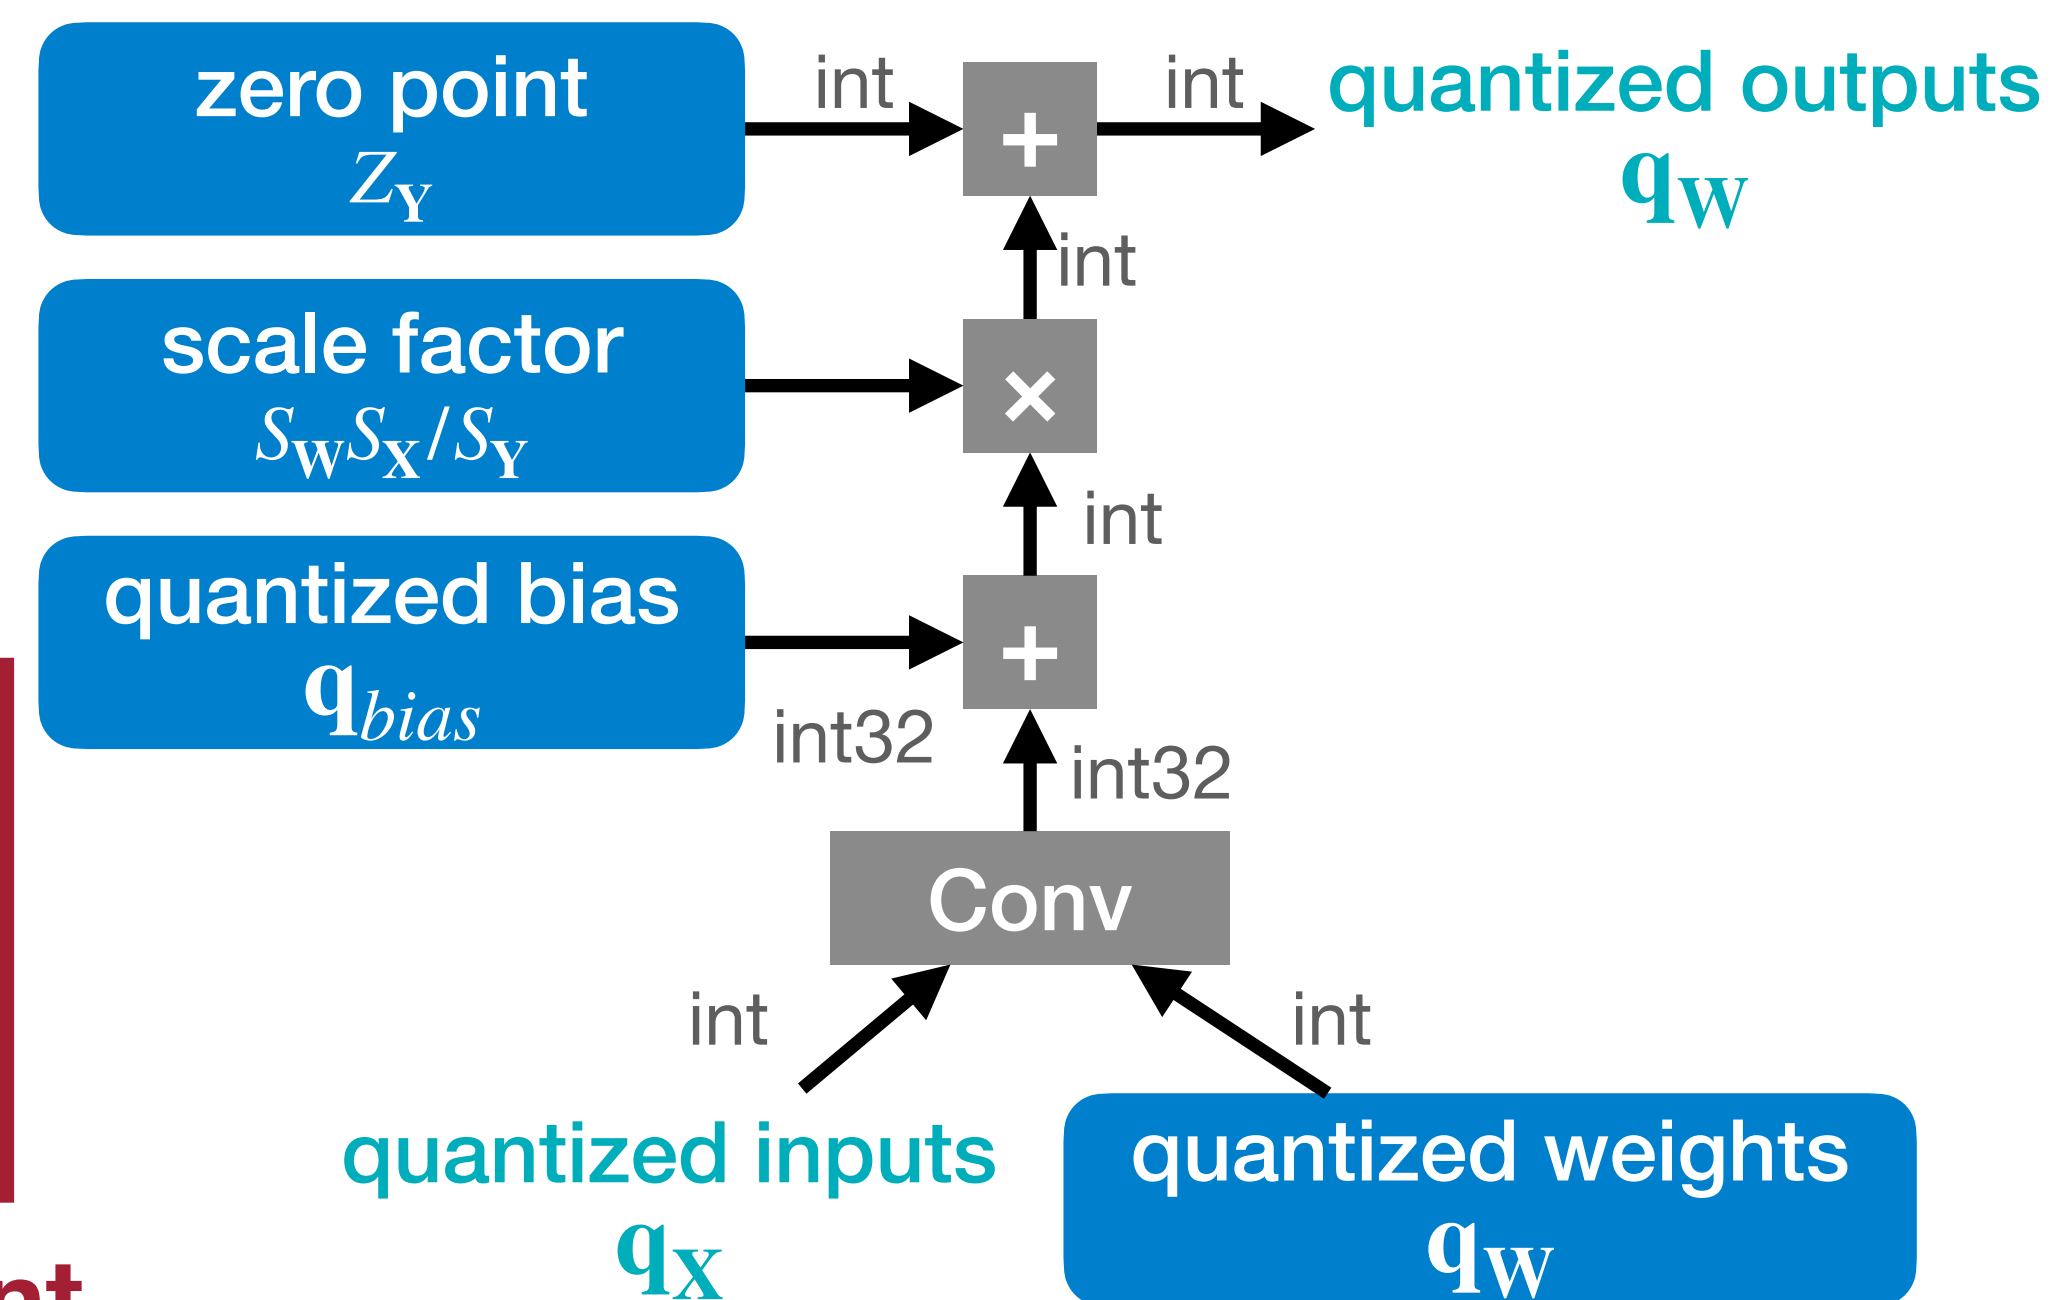 zero point
Z_Y
int
+
int
quantized outputs
q_W
int
scale factor
S_W S_X / S_Y
×
int
quantized bias
q_bias
+
int32
int32
Conv
int
int
quantized inputs
q_X
quantized weights
q_W
nt